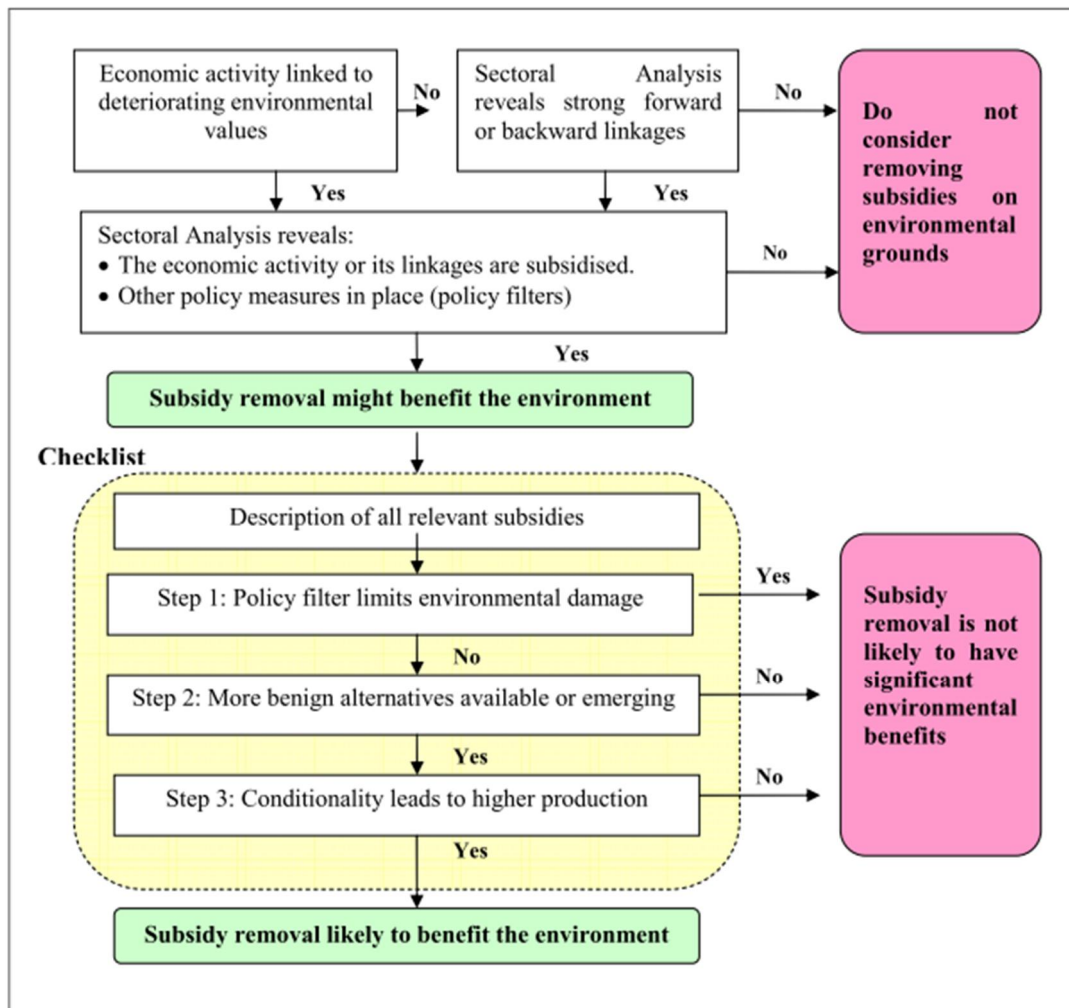 Economic activity linked to
deteriorating environmental
values
No
Sectoral Analysis
reveals strong forward
or backward linkages
No
Do not
consider
removing
subsidies on
environmental
grounds
Yes
Yes
Sectoral Analysis reveals:
• The economic activity or its linkages are subsidised.
• Other policy measures in place (policy filters)
No
Yes
Subsidy removal might benefit the environment
Checklist
Description of all relevant subsidies
Step 1: Policy filter limits environmental damage
Yes
No
Step 2: More benign alternatives available or emerging
No
Yes
Step 3: Conditionality leads to higher production
No
Yes
Subsidy
removal is not
likely to have
significant
environmental
benefits
Subsidy removal likely to benefit the environment